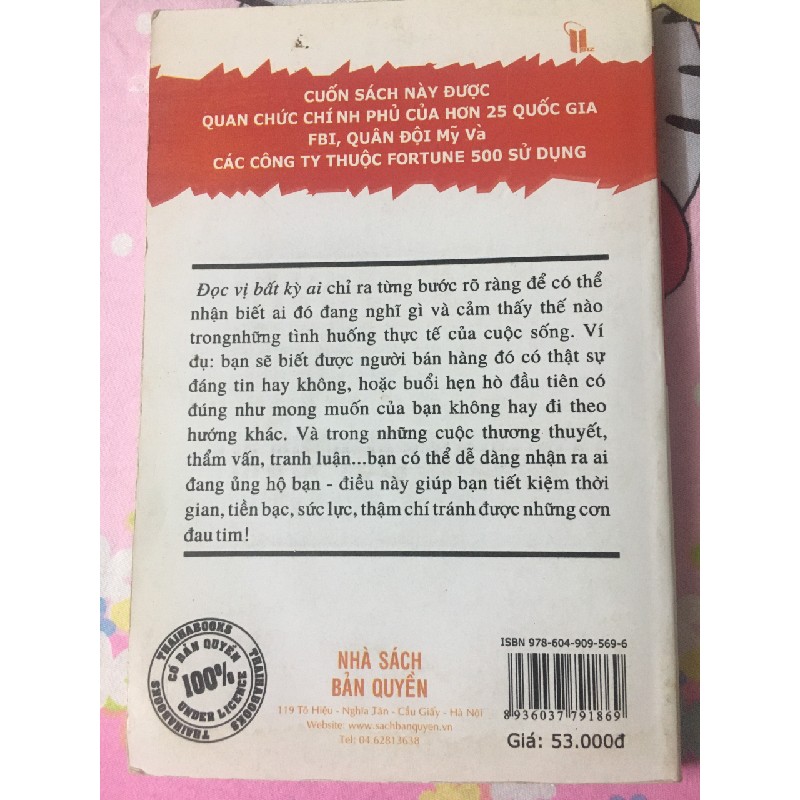 CUỐN SÁCH NÀY ĐƯỢC
QUAN CHỨC CHÍNH PHỦ CỦA HƠN 25 QUỐC GIA
FBI, QUÂN ĐỘI Mỹ Và
CÁC CÔNG TY THUỘC FORTUNE 500 SỬ DỤNG
Đọc vị bất kỳ ai chỉ ra từng bước rõ ràng để có thể
nhận biết ai đó đang nghĩ gì và cảm thấy thế nào
trongnhững tình huống thực tế của cuộc sống. Ví
đụ: bạn sẽ biết được người bán hàng đó có thật sự
đáng tin hay không, hoặc buổi hẹn hò đầu tiên có
đúng như mong muốn của bạn không hay đi theo
hướng khác. Và trong những cuộc thương thuyết,
thẩm vấn, tranh luận...bạn có thể dễ dàng nhận ra ai
đang ủng hộ bạn - điều này giúp bạn tiết kiệm thời
gian, tiền bạc, sức lực, thậm chí tránh được những cơn
đau tim!
THAIHABOOKS
CÓ BẢN QUYỀN
100%
UNDER LICENCE
THAIHABOOKS
THAIHABOOKS
NHÀ SÁCH
BẢN QUYỀN
119 Tô Hiệu - Nghĩa Tân - Cầu Giấy - Hà Nội
Website: www.sachbanquyen.vn
Tel: 04.62813638
ISBN 978-604-909-569-6
8936037791869
Giá: 53.000đ